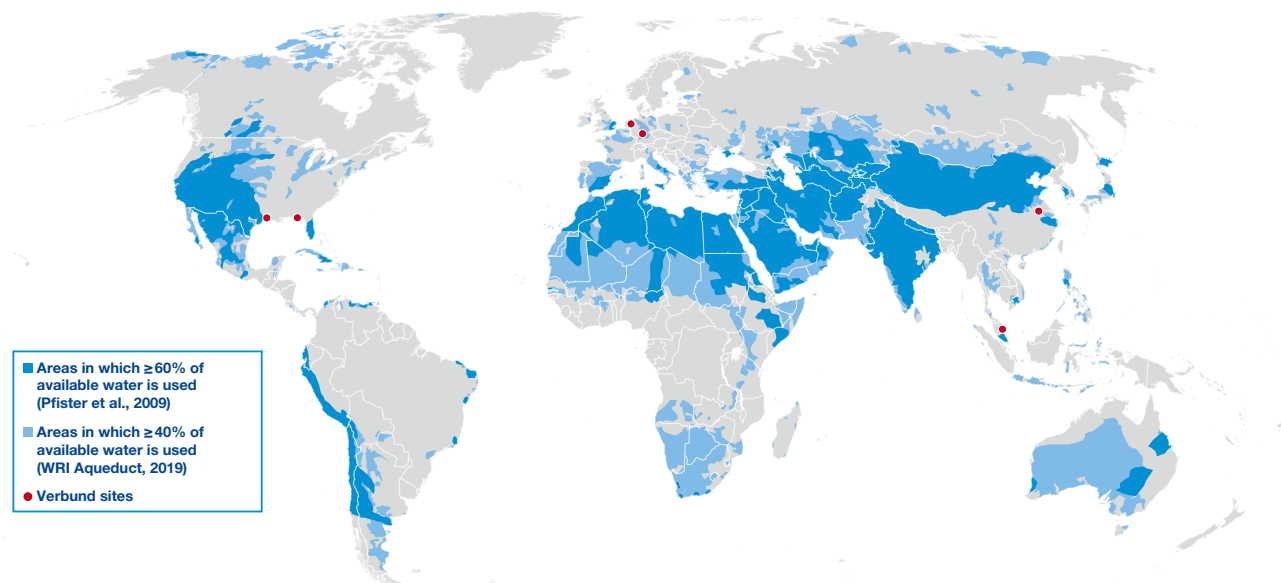 Areas in which ≥60% of
available water is used
(Pfister et al., 2009)
Areas in which ≥40% of
available water is used
(WRI Aqueduct, 2019)
Verbund sites